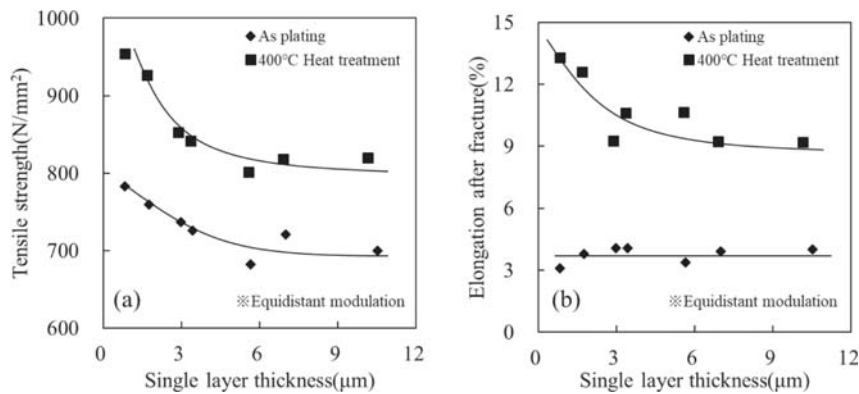 1000
900
800
700
600
Tensile strength(N/mm²)
◆As plating
■400℃ Heat treatment
(a)
※Equidistant modulation
0 3 6 9 12
Single layer thickness(μm)
15
12
9
6
3
0
Elongation after fracture(%)
◆As plating
■400℃ Heat treatment
(b)
※Equidistant modulation
0 3 6 9 12
Single layer thickness(μm)